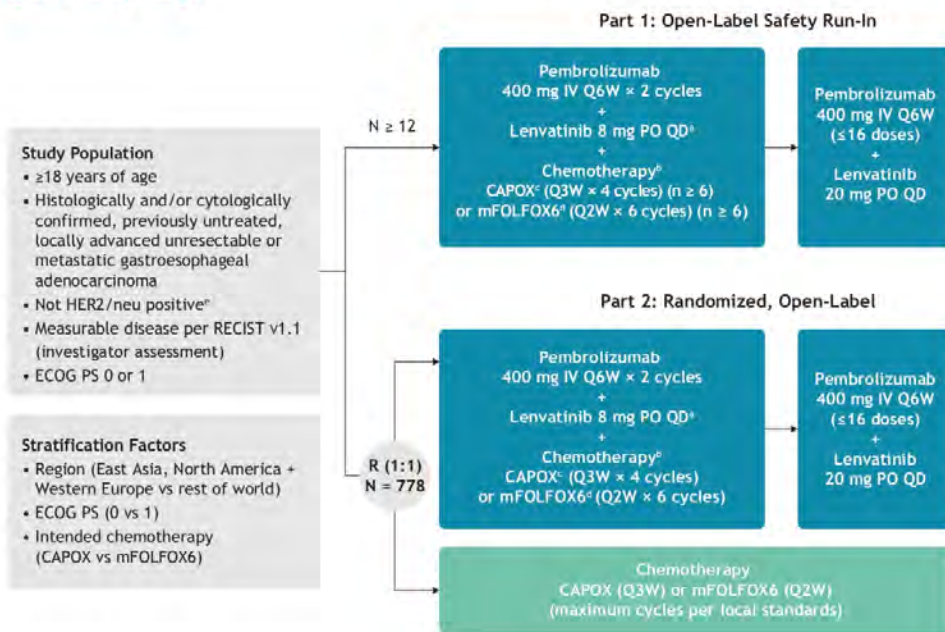 Part 1: Open-Label Safety Run-In
Study Population
• ≥18 years of age
• Histologically and/or cytologically
confirmed, previously untreated,
locally advanced unresectable or
metastatic gastroesophageal
adenocarcinoma
• Not HER2/neu positiveᵉ
• Measurable disease per RECIST v1.1
(investigator assessment)
• ECOG PS 0 or 1
Stratification Factors
• Region (East Asia, North America +
Western Europe vs rest of world)
• ECOG PS (0 vs 1)
• Intended chemotherapy
(CAPOX vs mFOLFOX6)
N ≥ 12
Pembrolizumab
400 mg IV Q6W × 2 cycles
+
Lenvatinib 8 mg PO QDᵃ
+
Chemotherapyᵇ
CAPOXᶜ (Q3W × 4 cycles) (n ≥ 6)
or mFOLFOX6ᵈ (Q2W × 6 cycles) (n ≥ 6)
Pembrolizumab
400 mg IV Q6W
(≤16 doses)
+
Lenvatinib
20 mg PO QD
Part 2: Randomized, Open-Label
R (1:1)
N = 778
Pembrolizumab
400 mg IV Q6W × 2 cycles
+
Lenvatinib 8 mg PO QDᵃ
+
Chemotherapyᵇ
CAPOXᶜ (Q3W × 4 cycles)
or mFOLFOX6ᵈ (Q2W × 6 cycles)
Pembrolizumab
400 mg IV Q6W
(≤16 doses)
+
Lenvatinib
20 mg PO QD
Chemotherapy
CAPOX (Q3W) or mFOLFOX6 (Q2W)
(maximum cycles per local standards)